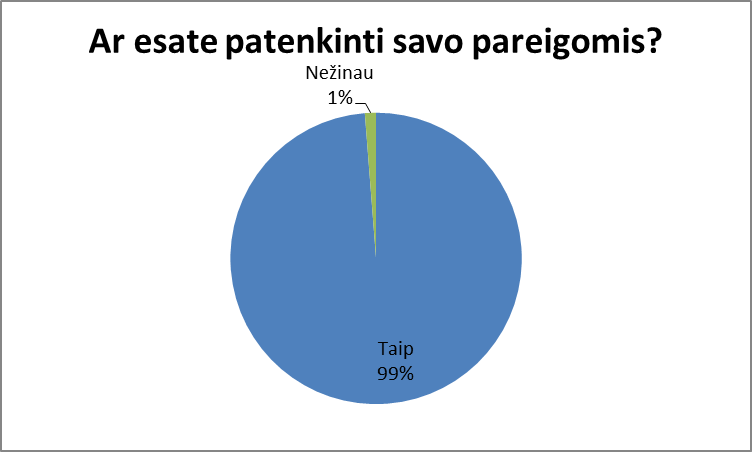 Ar esate patenkinti savo pareigomis?
Nežinau
1%
Taip
99%